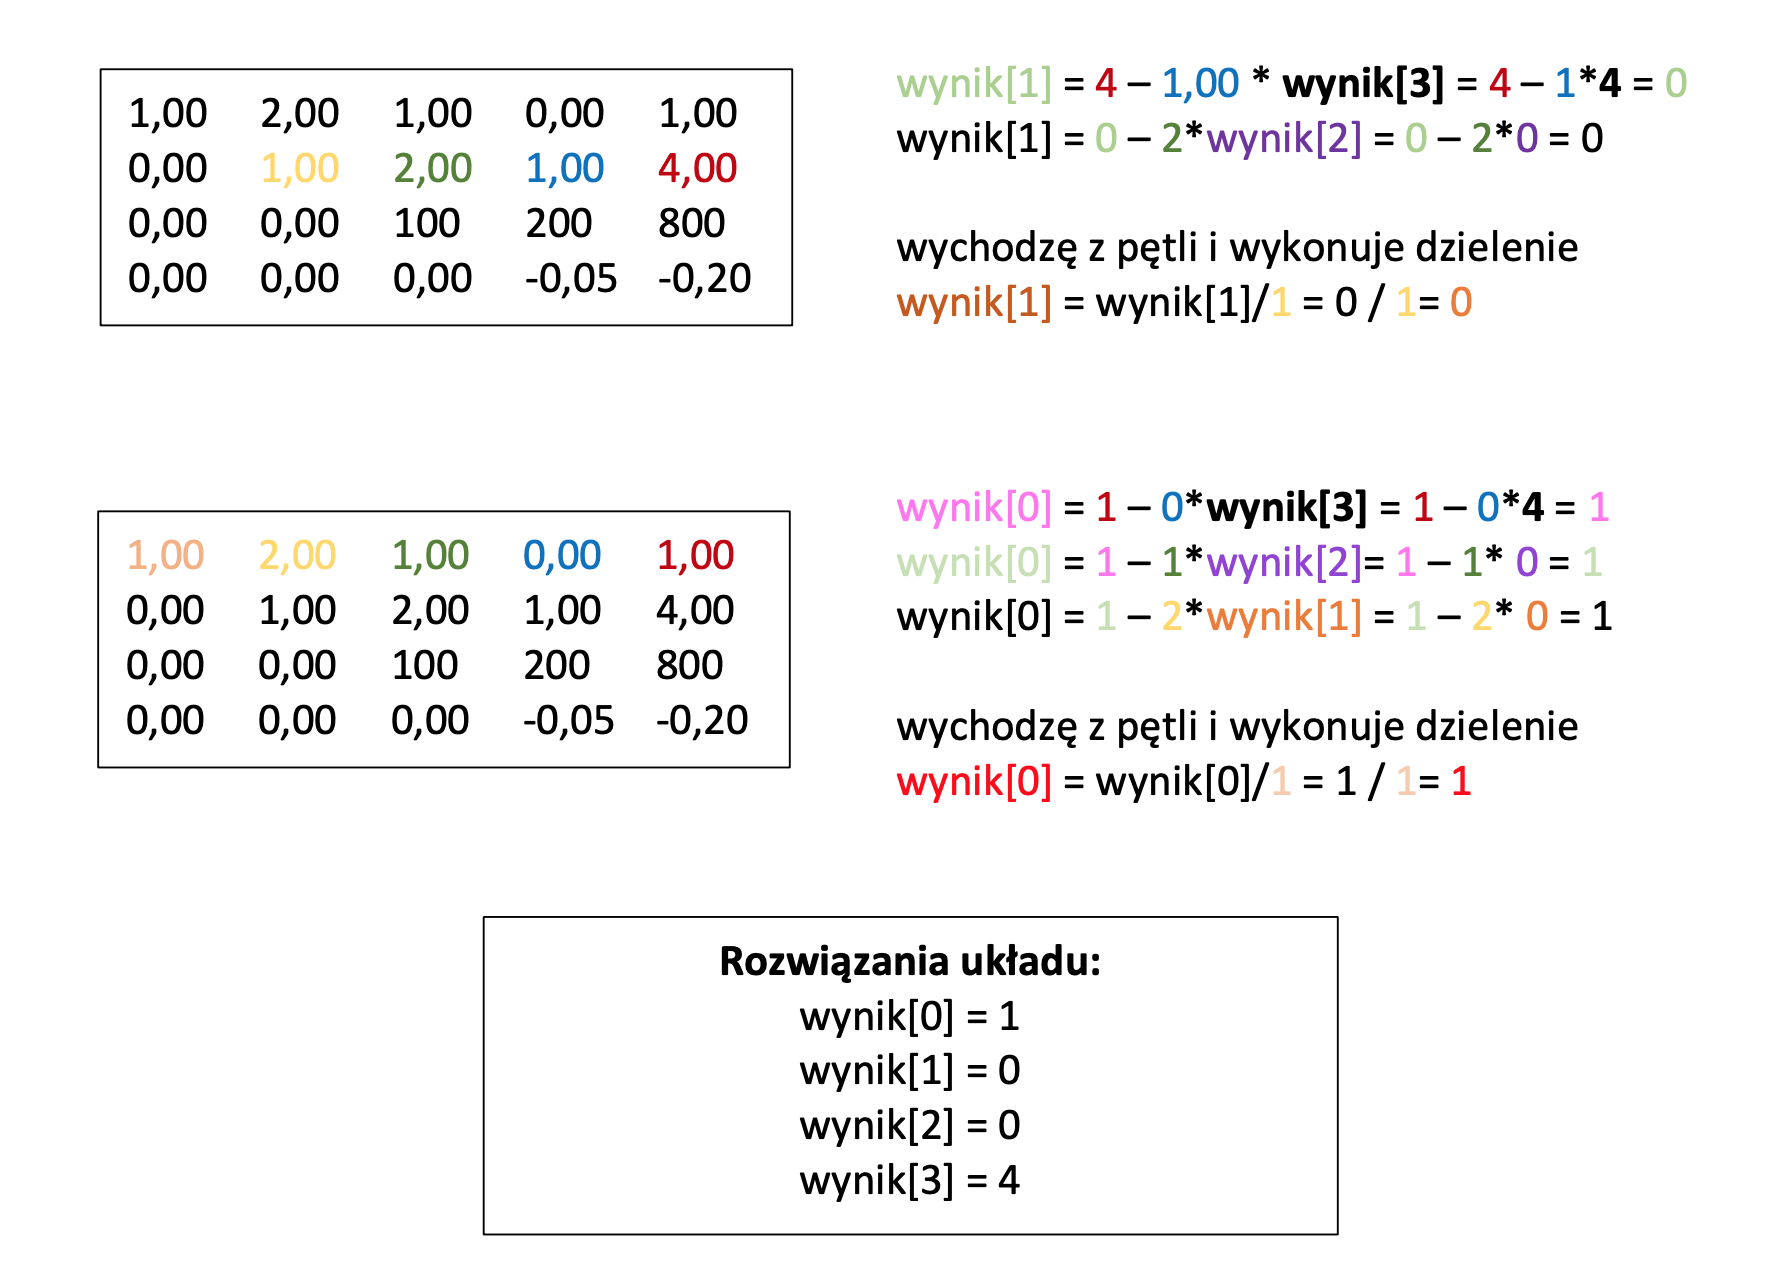 1,00 2,00 1,00 0,00 1,00
0,00 1,00 2,00 1,00 4,00
0,00 0,00 100 200 800
0,00 0,00 0,00 -0,05 -0,20
wynik[1] = 4 – 1,00 * wynik[3] = 4 – 1*4 = 0
wynik[1] = 0 – 2*wynik[2] = 0 – 2*0 = 0
wychodzę z pętli i wykonuje dzielenie
wynik[1] = wynik[1]/1 = 0 / 1= 0
1,00 2,00 1,00 0,00 1,00
0,00 1,00 2,00 1,00 4,00
0,00 0,00 100 200 800
0,00 0,00 0,00 -0,05 -0,20
wynik[0] = 1 – 0*wynik[3] = 1 – 0*4 = 1
wynik[0] = 1 – 1*wynik[2]= 1 – 1* 0 = 1
wynik[0] = 1 – 2*wynik[1] = 1 – 2* 0 = 1
wychodzę z pętli i wykonuje dzielenie
wynik[0] = wynik[0]/1 = 1 / 1= 1
Rozwiązania układu:
wynik[0] = 1
wynik[1] = 0
wynik[2] = 0
wynik[3] = 4